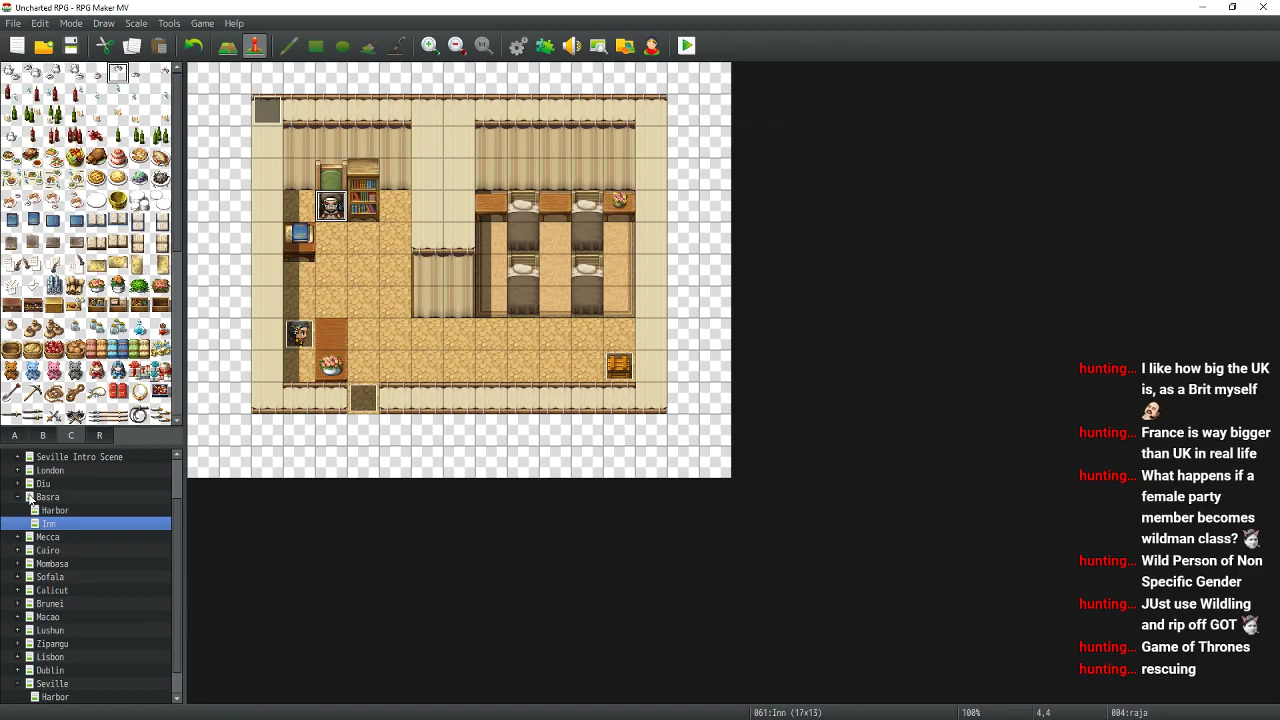 Uncharted RPG - RPG Maker MV
File Edit Mode Draw Scale Tools Game Help
A B C R
Seville Intro Scene
London
Diu
Basra
Harbor
Inn
Mecca
Cairo
Mombasa
Sofala
Calicut
Brunei
Macao
Lushun
Zipangu
Lisbon
Dublin
Seville
Harbor
hunting... I like how big the UK
is, as a Brit myself
hunting... France is way bigger
than UK in real life
hunting... What happens if a
female party
member becomes
wildman class?
hunting... Wild Person of Non
Specific Gender
hunting... JUst use Wildling
and rip off GOT
hunting... Game of Thrones
hunting... rescuing
061:Inn (17×13) 100% 4,4 004:raja